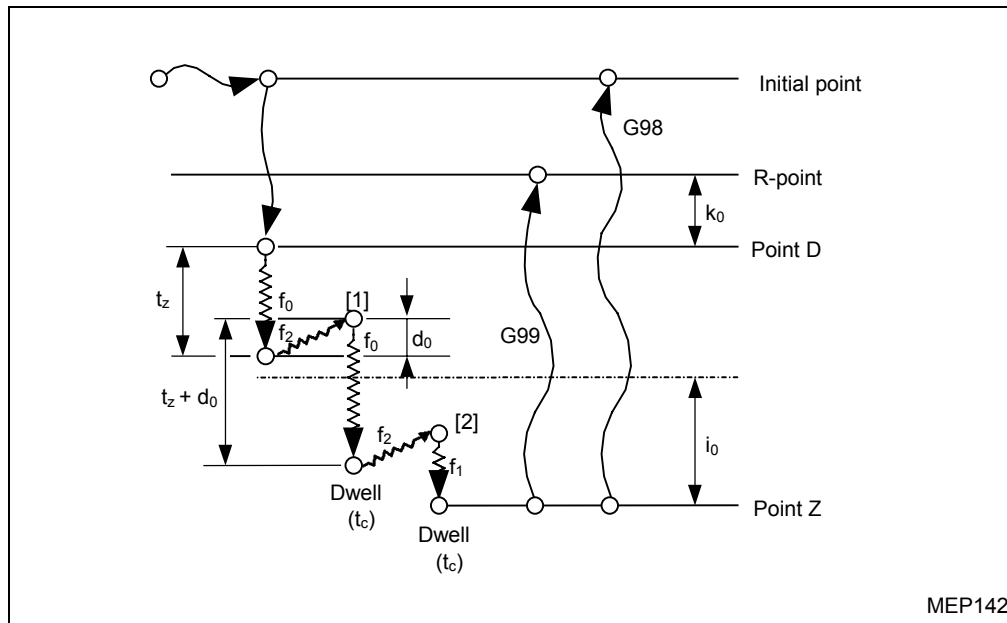 Initial point
G98
R-point
k0
Point D
tz
f0
[1]
f2
f0
d0
G99
tz + d0
[2]
f2
i0
f1
Dwell
(tc)
Point Z
Dwell
(tc)
MEP142